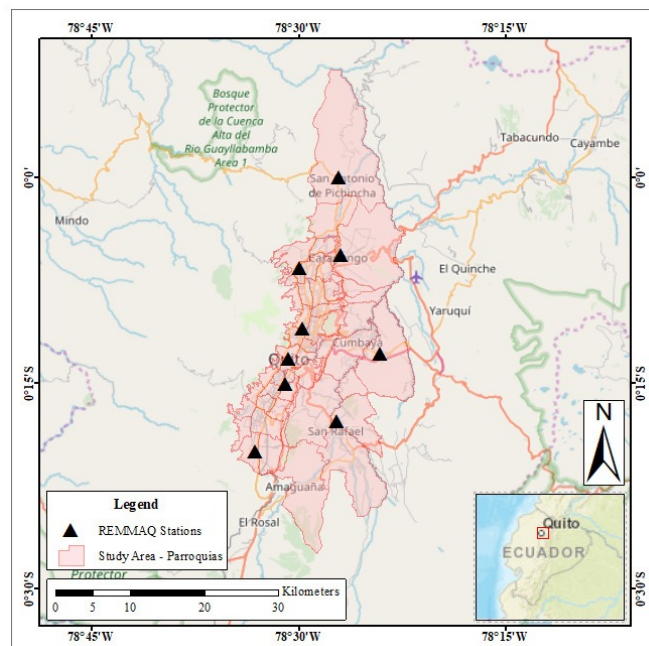 78°45'W 78°30'W 78°15'W
Bosque
Protector
de la Cuenca
Alta del
Rio Guayllabamba
Area 1
Tabacundo
Cayambe
0°0'
San Antonio
de Pichincha
0°0'
Mindo
El Quinche
Yaruquí
Cumbayá
Quito
0°15'S
0°15'S
San Rafael
Amaguaña
El Rosal
N
Legend
REMMAQ Stations
Study Area - Parroquias
Protector
Quito
ECUADOR
Kilometers
0 5 10 20 30
0°30'S
0°30'S
78°45'W 78°30'W 78°15'W